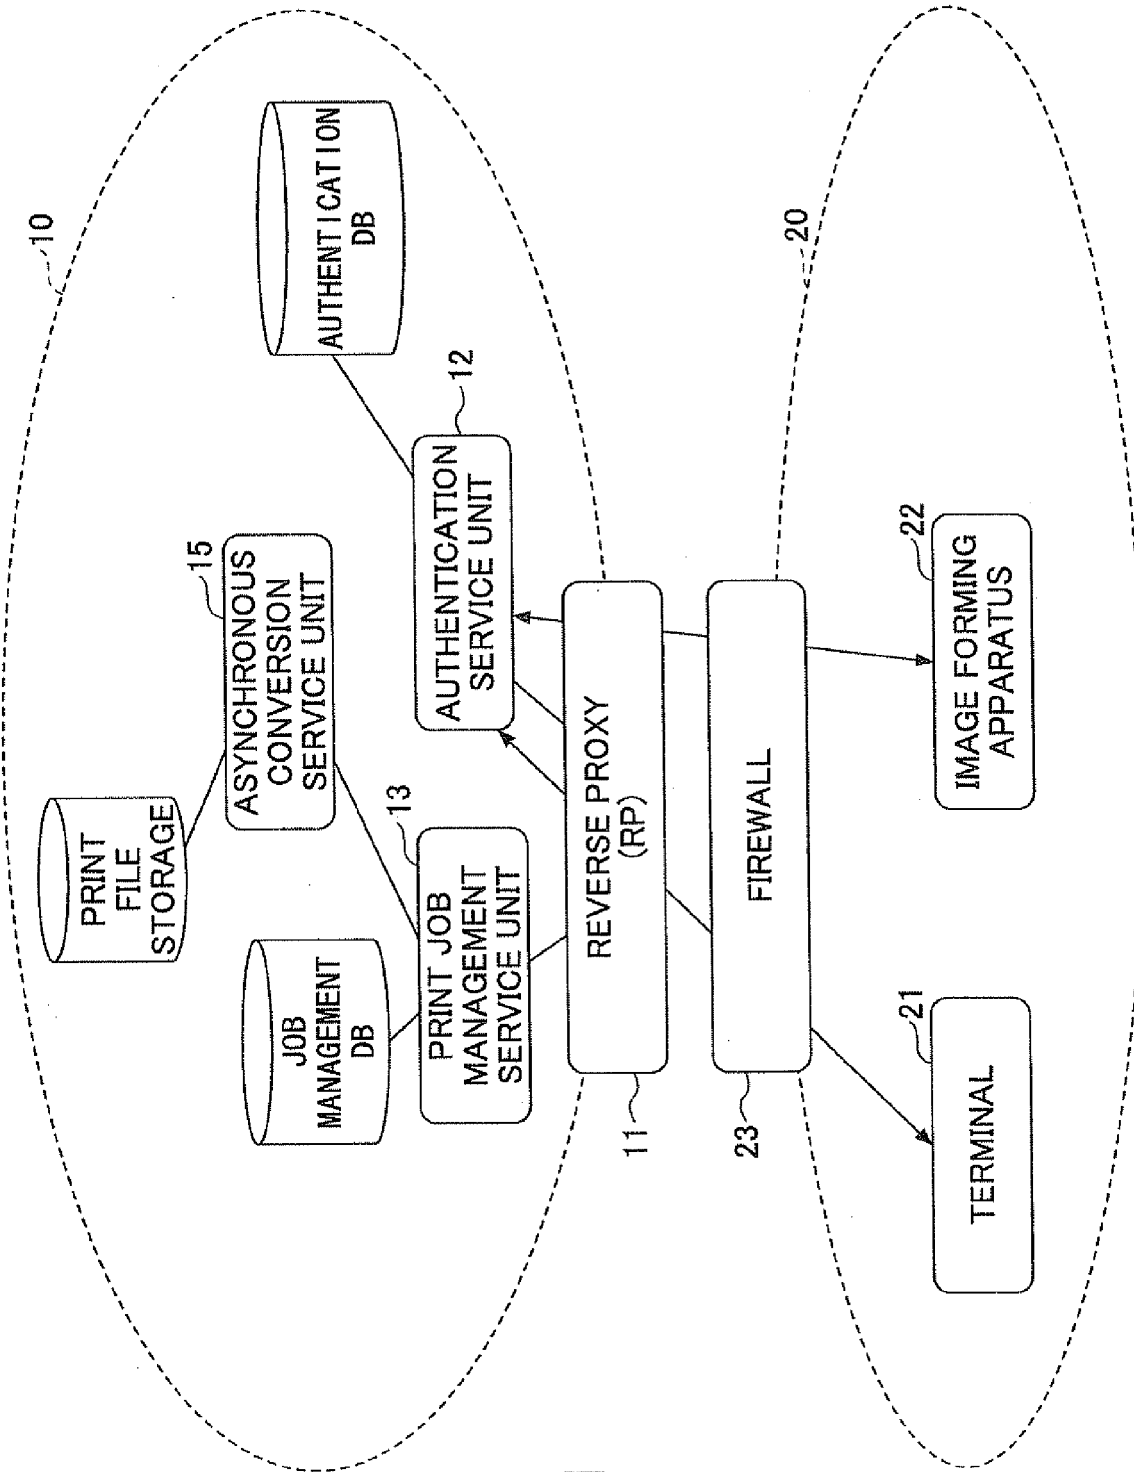 10
PRINT
FILE
STORAGE
15
ASYNCHRONOUS
CONVERSION
SERVICE UNIT
AUTHENTICATION
DB
JOB
MANAGEMENT
DB
13
PRINT JOB
MANAGEMENT
SERVICE UNIT
12
AUTHENTICATION
SERVICE UNIT
11
REVERSE PROXY
(RP)
23
FIREWALL
20
21
TERMINAL
22
IMAGE FORMING
APPARATUS